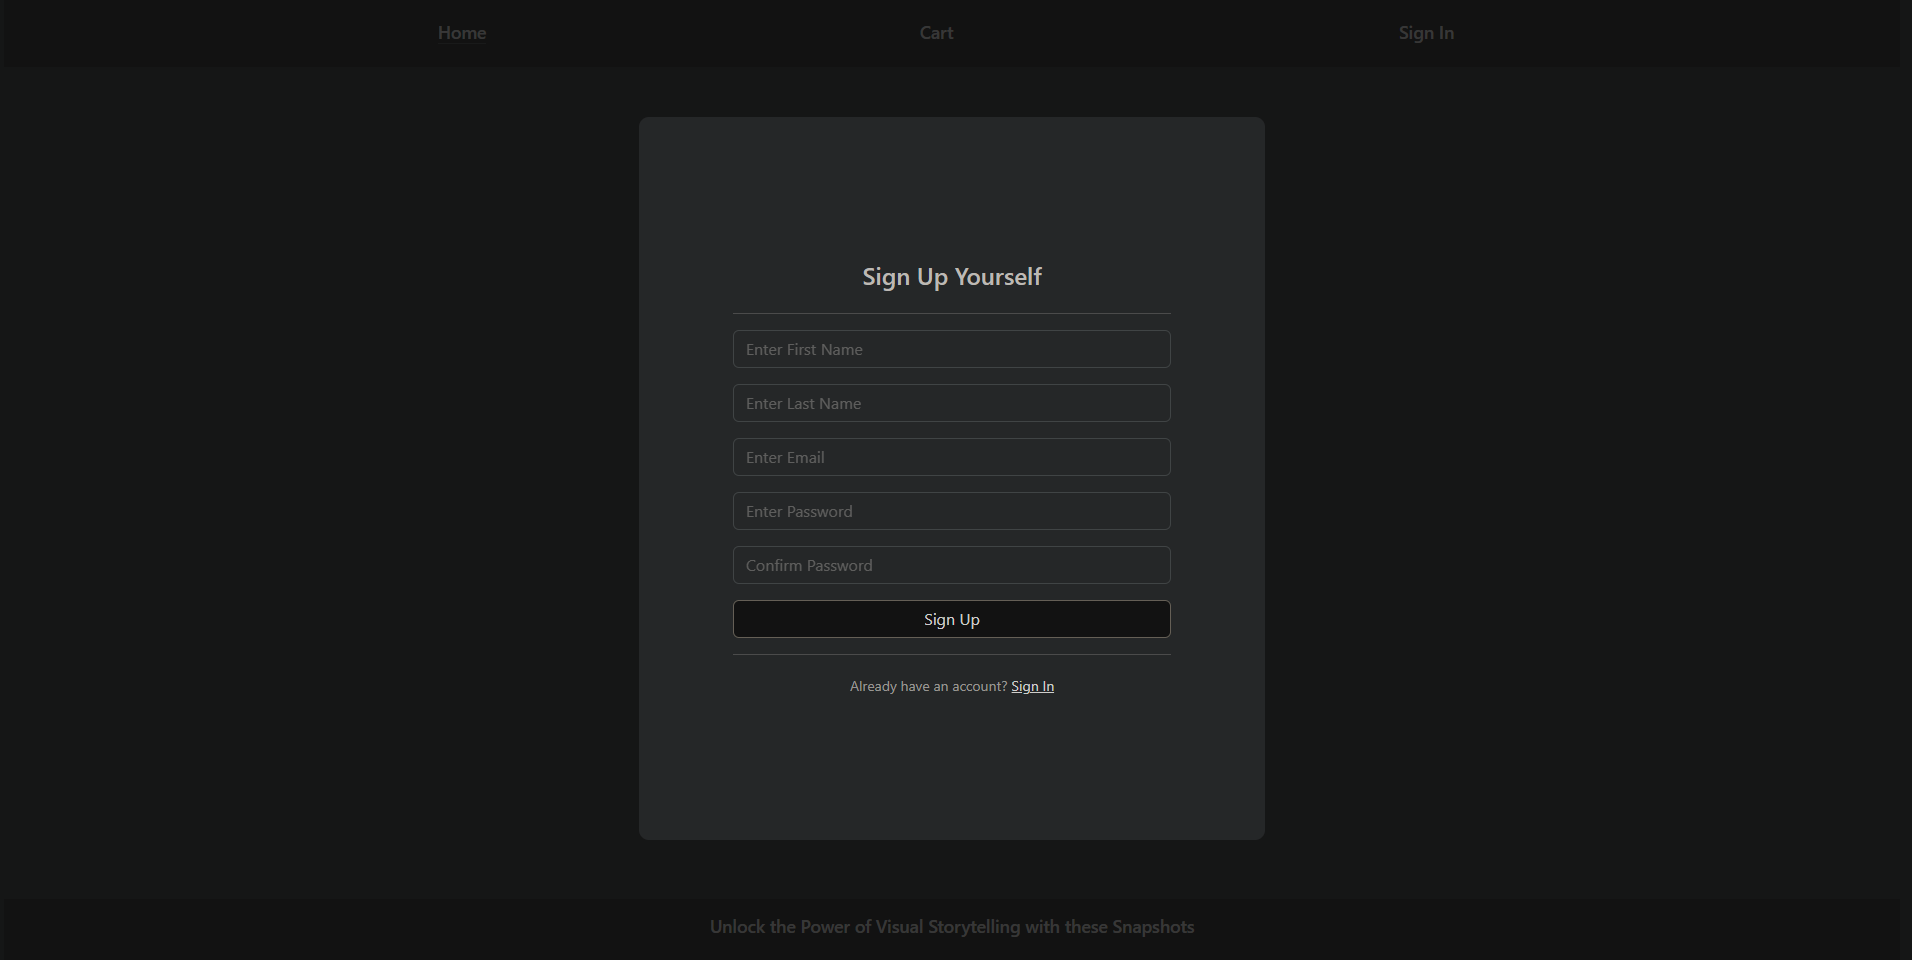 Home
Cart
Sign In
Sign Up Yourself
Enter First Name
Enter Last Name
Enter Email
Enter Password
Confirm Password
Sign Up
Already have an account? Sign In
Unlock the Power of Visual Storytelling with these Snapshots